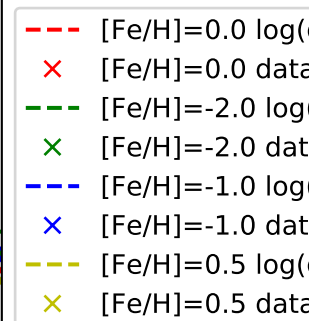 [Fe/H]=0.0 log(
[Fe/H]=0.0 data
[Fe/H]=-2.0 log(
[Fe/H]=-2.0 dat
[Fe/H]=-1.0 log(
[Fe/H]=-1.0 dat
[Fe/H]=0.5 log(
[Fe/H]=0.5 data